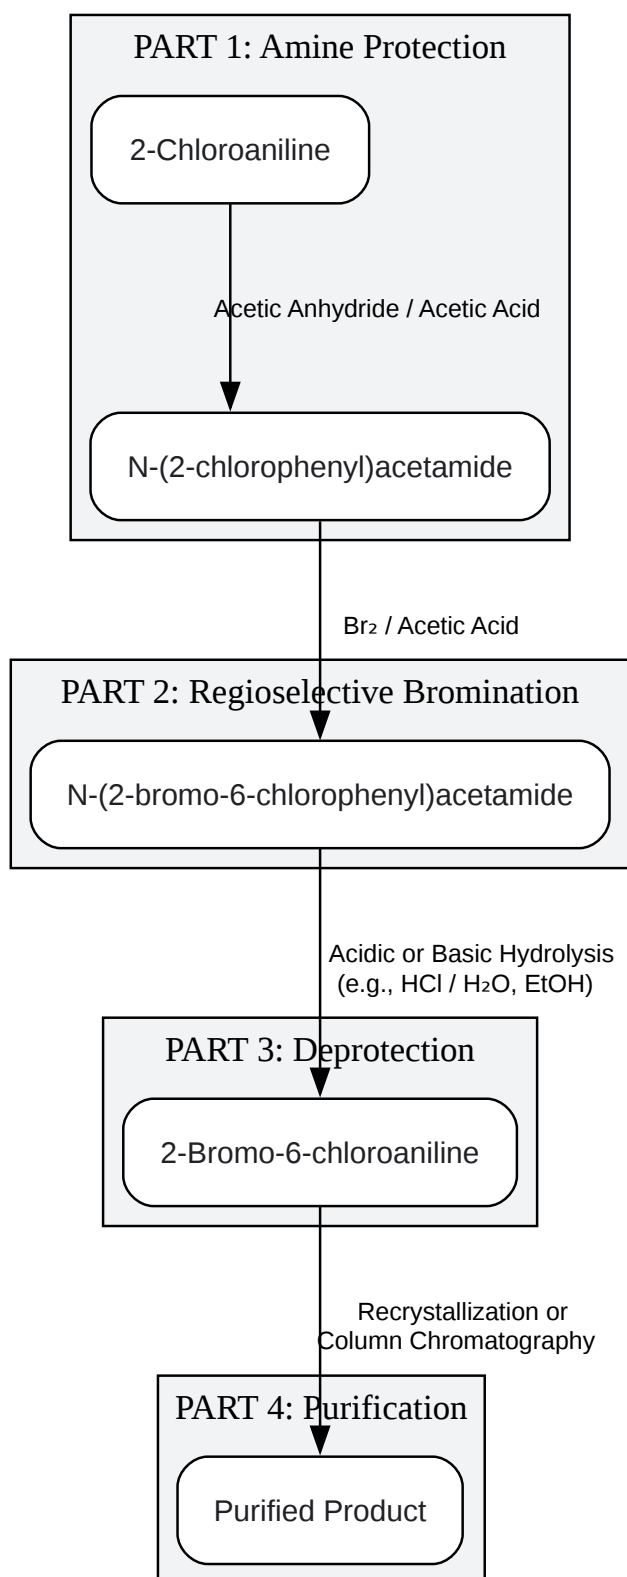 PART 1: Amine Protection
2-Chloroaniline
Acetic Anhydride / Acetic Acid
N-(2-chlorophenyl)acetamide
Br₂ / Acetic Acid
PART 2: Regioselective Bromination
N-(2-bromo-6-chlorophenyl)acetamide
Acidic or Basic Hydrolysis
(e.g., HCl / H₂O, EtOH)
PART 3: Deprotection
2-Bromo-6-chloroaniline
Recrystallization or
Column Chromatography
PART 4: Purification
Purified Product